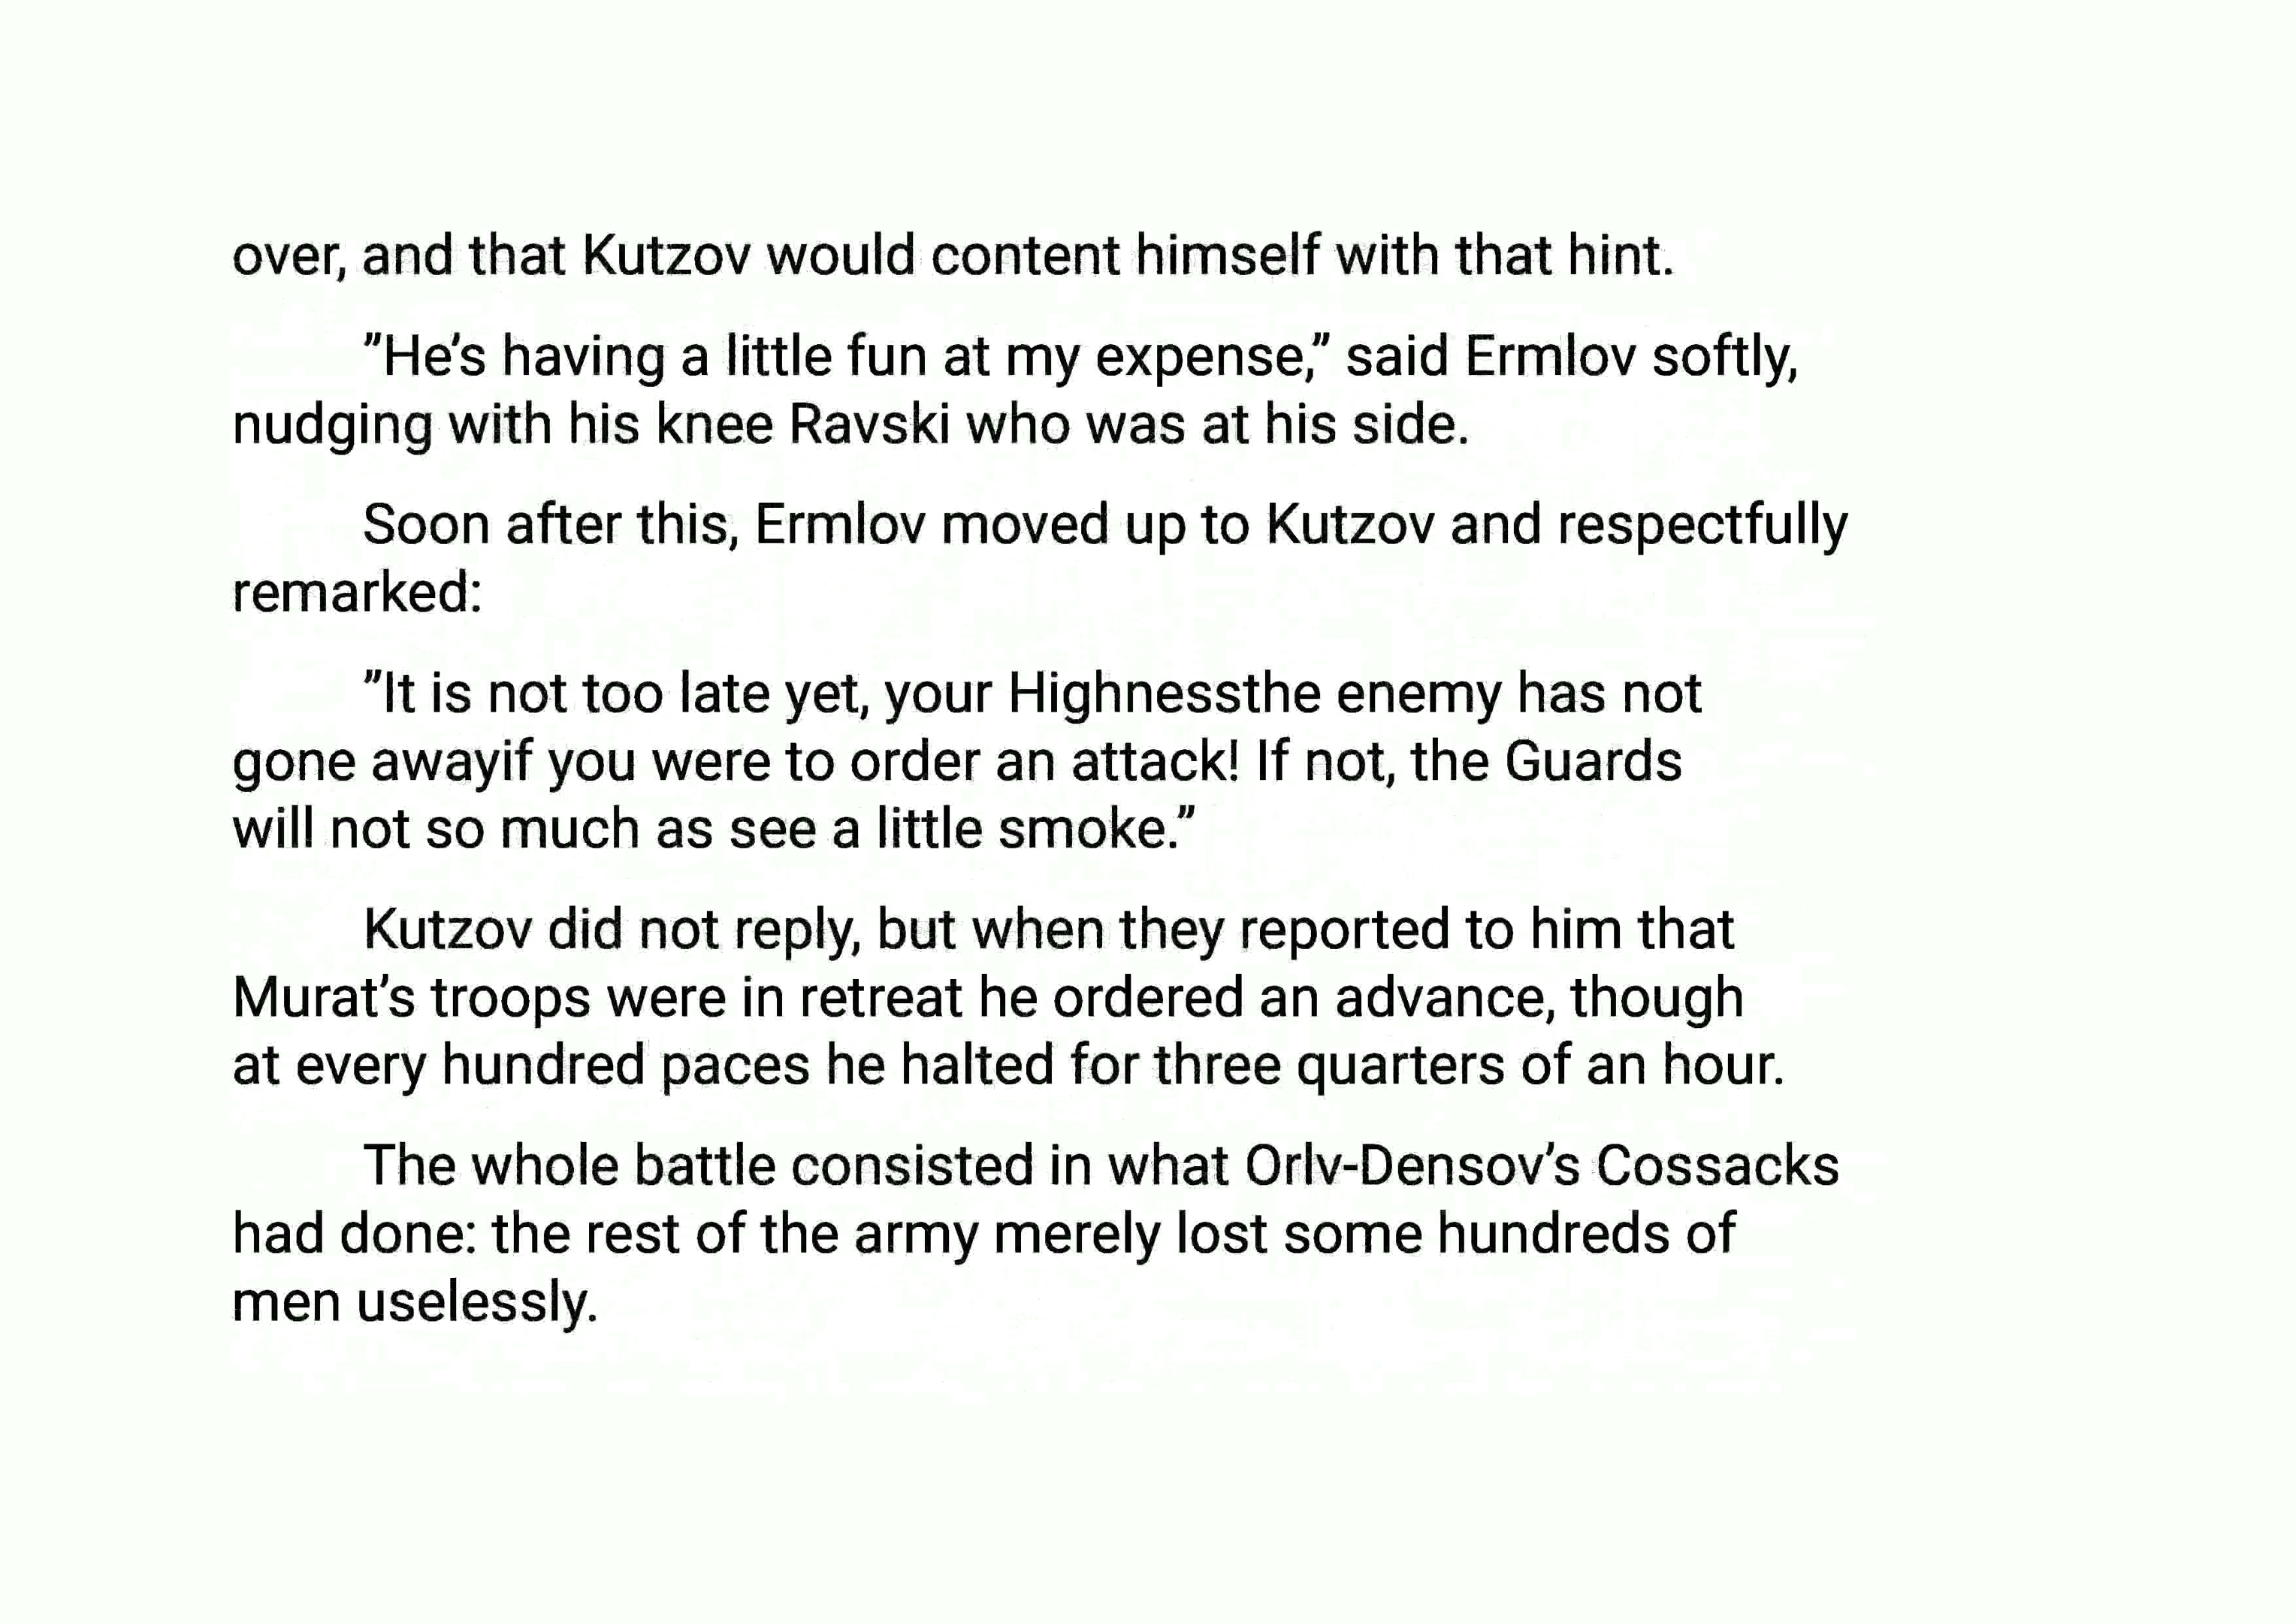 over, and that Kutzov would content himself with that hint.
”He’s having a little fun at my expense,” said Ermlov softly,
nudging with his knee Ravski who was at his side.
Soon after this, Ermlov moved up to Kutzov and respectfully
remarked:
”It is not too late yet, your Highnessthe enemy has not
gone awayif you were to order an attack! If not, the Guards
will not so much as see a little smoke.”
Kutzov did not reply, but when they reported to him that
Murat’s troops were in retreat he ordered an advance, though
at every hundred paces he halted for three quarters of an hour.
The whole battle consisted in what Orlv-Densov’s Cossacks
had done: the rest of the army merely lost some hundreds of
men uselessly.